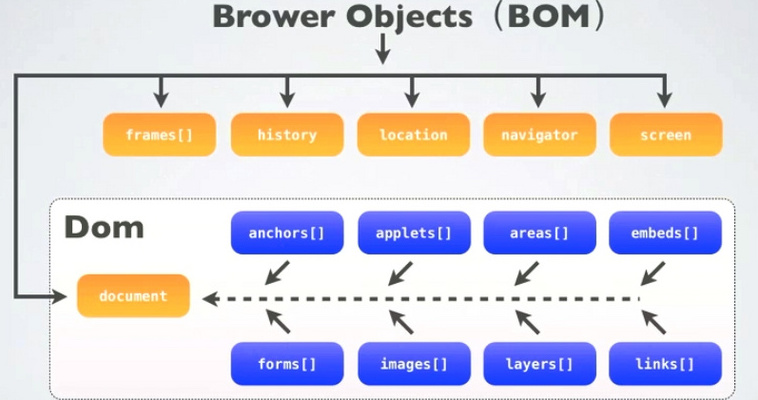 Brower Objects（BOM）
frames[] history location navigator screen
Dom
anchors[] applets[] areas[] embeds[]
document
forms[] images[] layers[] links[]